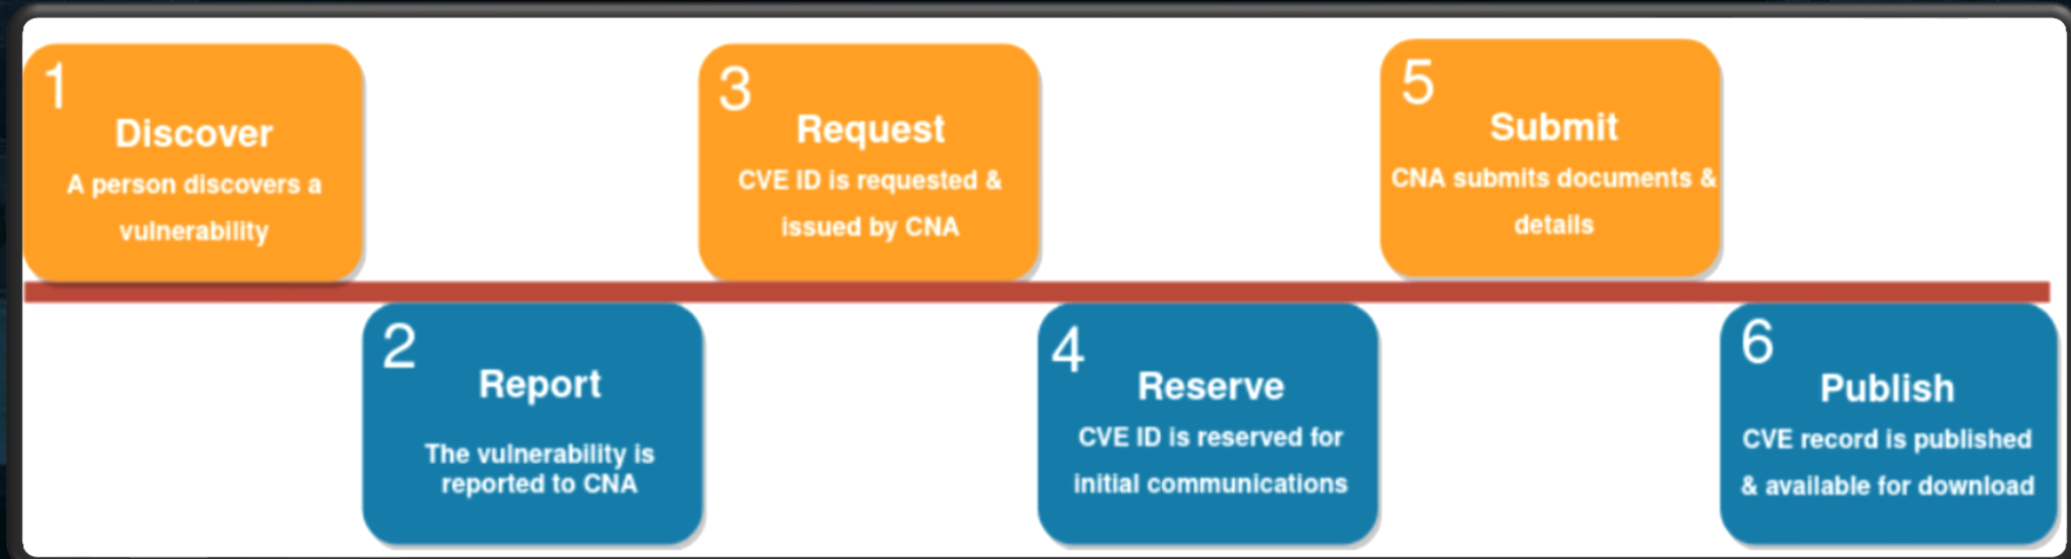 1
Discover
A person discovers a
vulnerability
2
Report
The vulnerability is
reported to CNA
3
Request
CVE ID is requested &
issued by CNA
4
Reserve
CVE ID is reserved for
initial communications
5
Submit
CNA submits documents &
details
6
Publish
CVE record is published
& available for download